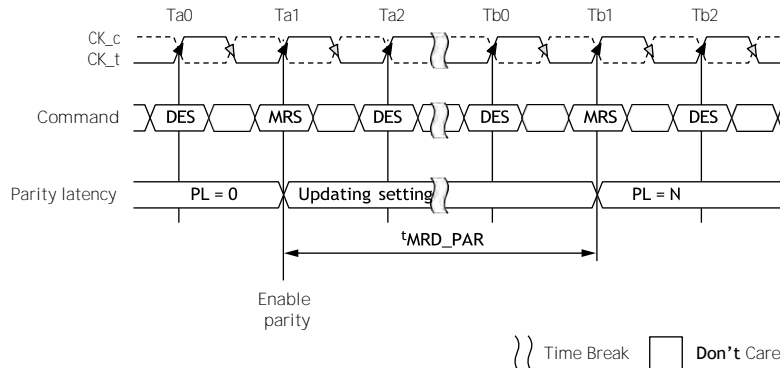 Ta0 Ta1 Ta2 Tb0 Tb1 Tb2
CK_c
CK_t
Command DES MRS DES DES MRS DES
Parity latency PL = 0 Updating setting PL = N
tMRD_PAR
Enable
parity
Time Break Don't Care